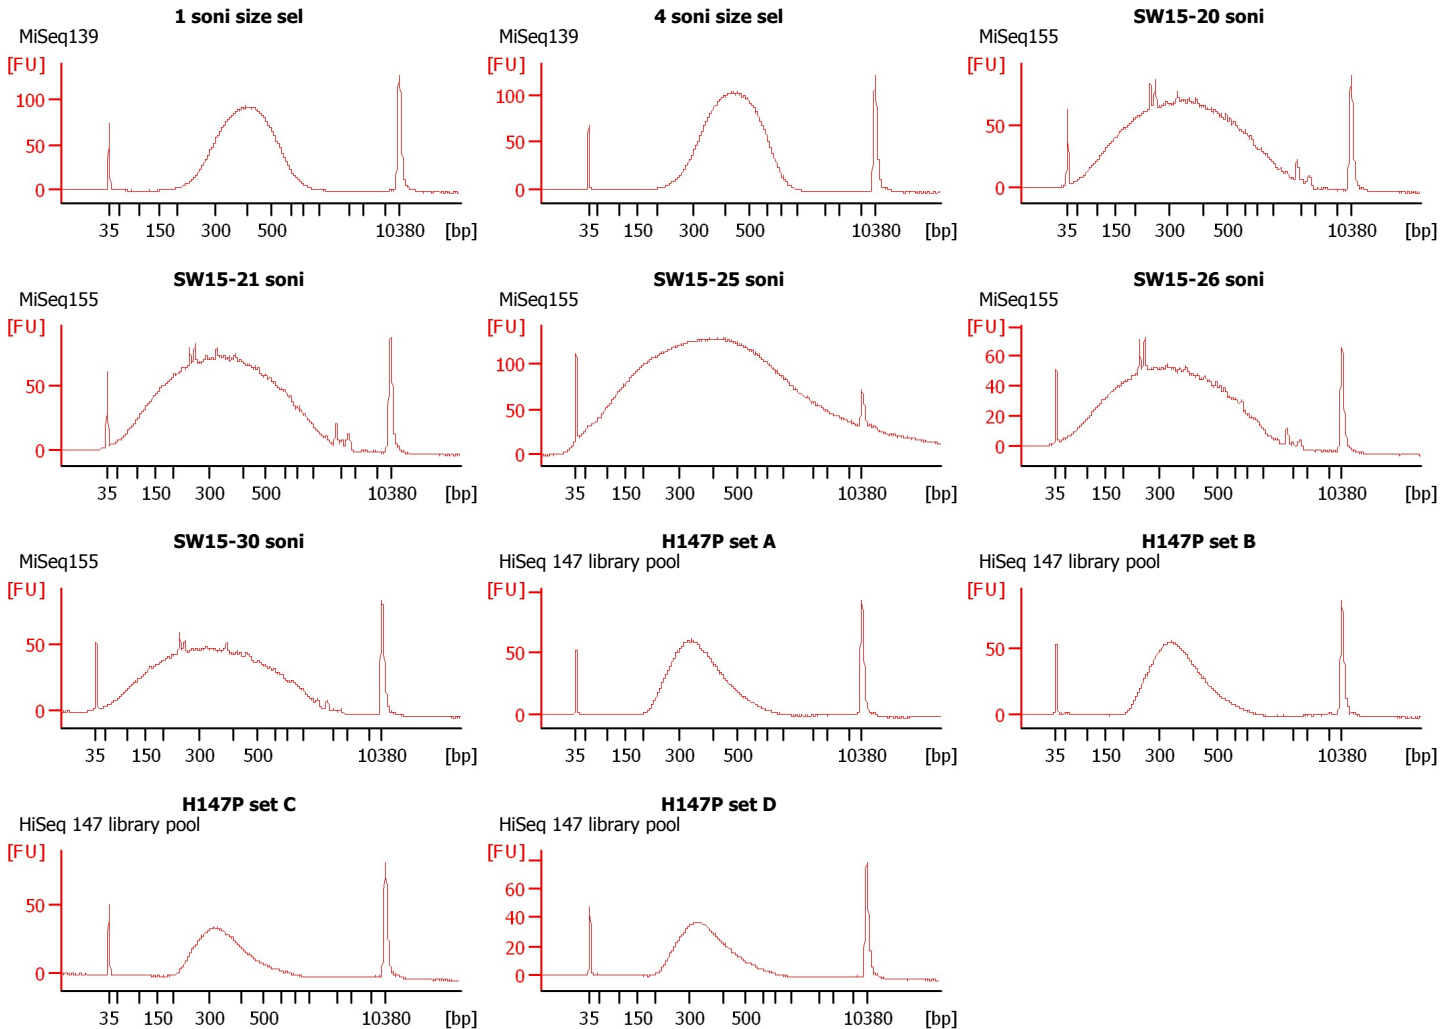 1 soni size sel
MiSeq139
[FU]
100
50
0
35 150 300 500 10380 [bp]
4 soni size sel
MiSeq139
[FU]
100
50
0
35 150 300 500 10380 [bp]
SW15-20 soni
MiSeq155
[FU]
50
0
35 150 300 500 10380 [bp]
SW15-21 soni
MiSeq155
[FU]
50
0
35 150 300 500 10380 [bp]
SW15-25 soni
MiSeq155
[FU]
100
50
0
35 150 300 500 10380 [bp]
SW15-26 soni
MiSeq155
[FU]
60
40
20
0
35 150 300 500 10380 [bp]
SW15-30 soni
MiSeq155
[FU]
50
0
35 150 300 500 10380 [bp]
H147P set A
HiSeq 147 library pool
[FU]
50
0
35 150 300 500 10380 [bp]
H147P set B
HiSeq 147 library pool
[FU]
50
0
35 150 300 500 10380 [bp]
H147P set C
HiSeq 147 library pool
[FU]
50
0
35 150 300 500 10380 [bp]
H147P set D
HiSeq 147 library pool
[FU]
60
40
20
0
35 150 300 500 10380 [bp]